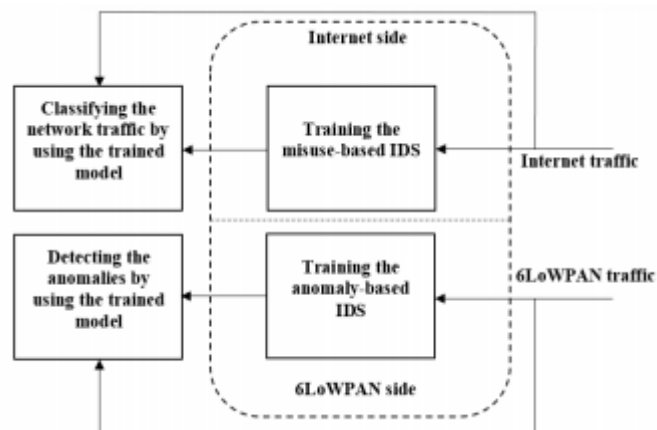 Internet side
Classifying the
network traffic by
using the trained
model
Training the
misuse-based IDS
Internet traffic
Detecting the
anomalies by
using the trained
model
Training the
anomaly-based
IDS
6LoWPAN traffic
6LoWPAN side